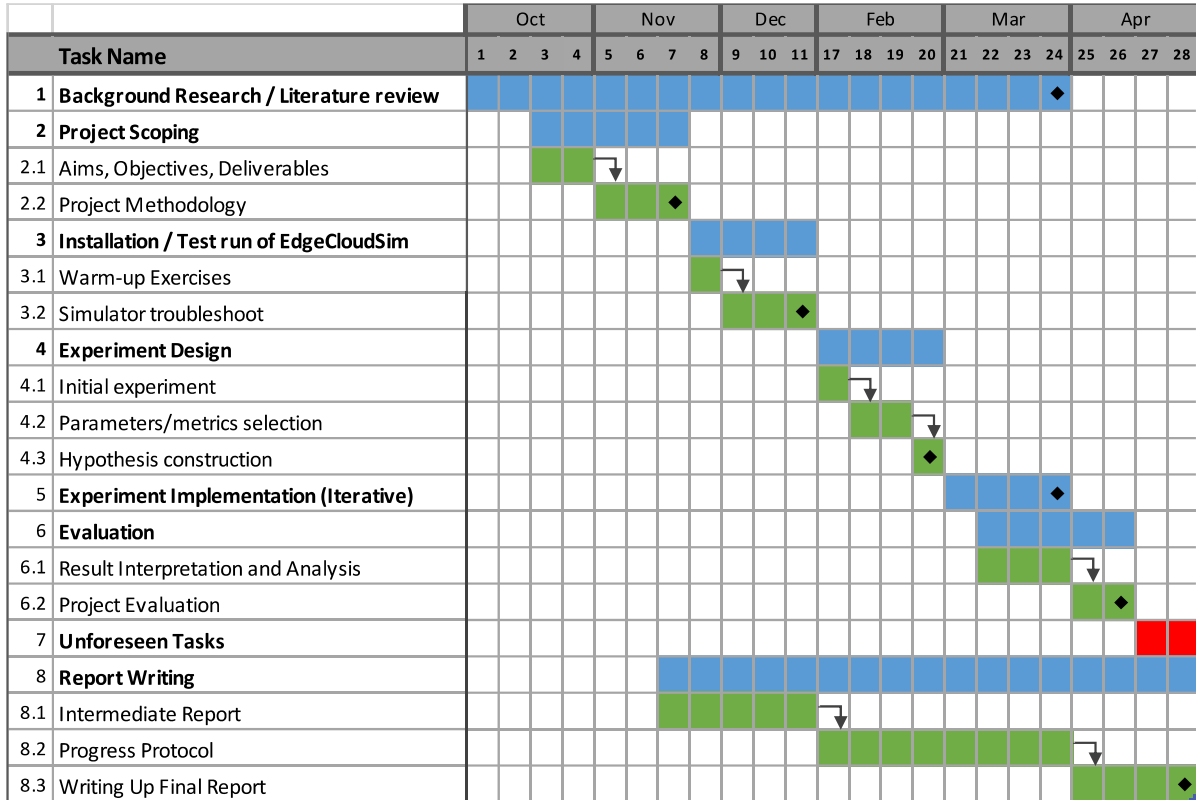 Oct Nov Dec Feb Mar Apr
Task Name 1 2 3 4 5 6 7 8 9 10 11 17 18 19 20 21 22 23 24 25 26 27 28
1 Background Research / Literature review
2 Project Scoping
2.1 Aims, Objectives, Deliverables
2.2 Project Methodology
3 Installation / Test run of EdgeCloudSim
3.1 Warm-up Exercises
3.2 Simulator troubleshoot
4 Experiment Design
4.1 Initial experiment
4.2 Parameters/metrics selection
4.3 Hypothesis construction
5 Experiment Implementation (Iterative)
6 Evaluation
6.1 Result Interpretation and Analysis
6.2 Project Evaluation
7 Unforeseen Tasks
8 Report Writing
8.1 Intermediate Report
8.2 Progress Protocol
8.3 Writing Up Final Report